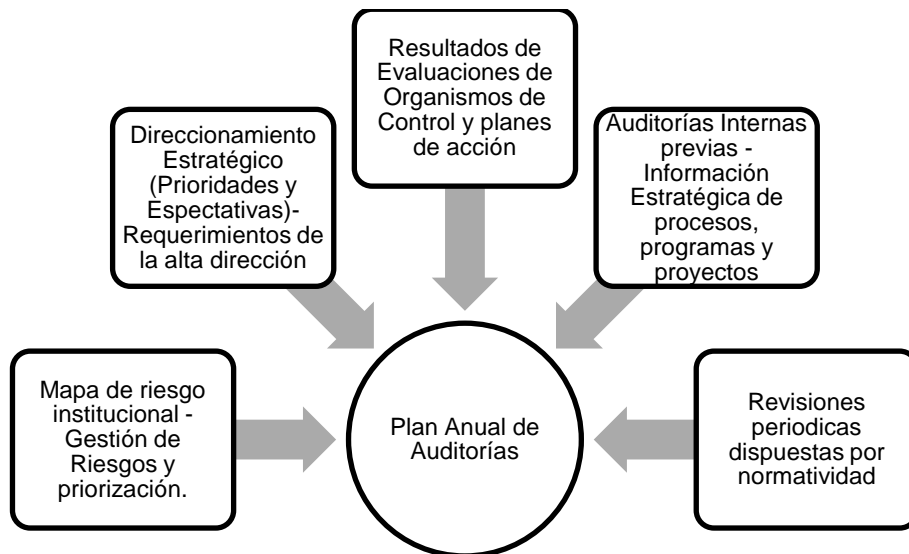 Resultados de
Evaluaciones de
Organismos de
Control y planes
de acción
Direccionamiento
Estratégico
(Prioridades y
Espectativas)-
Requerimientos de
la alta dirección
Auditorías Internas
previas -
Información
Estratégica de
procesos,
programas y
proyectos
Mapa de riesgo
institucional -
Gestión de
Riesgos y
priorización.
Plan Anual de
Auditorías
Revisiones
periodicas
dispuestas por
normatividad